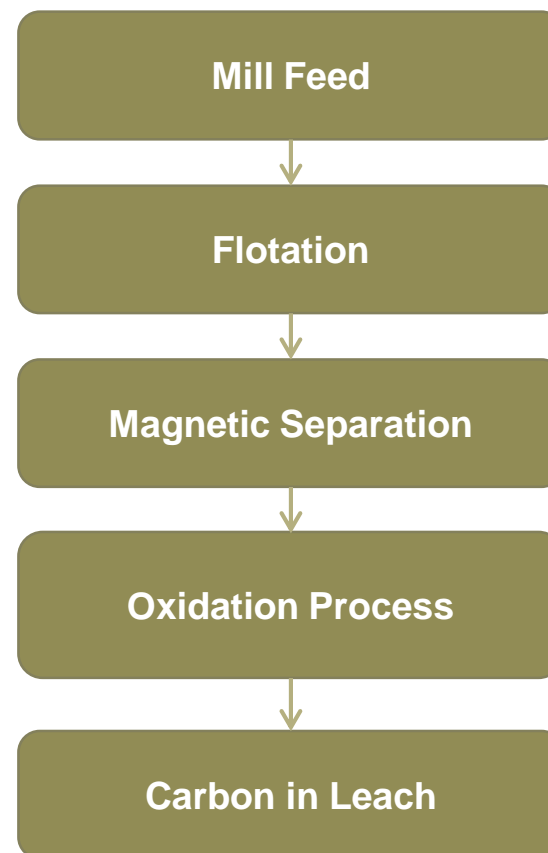 Mill Feed
Flotation
Magnetic Separation
Oxidation Process
Carbon in Leach